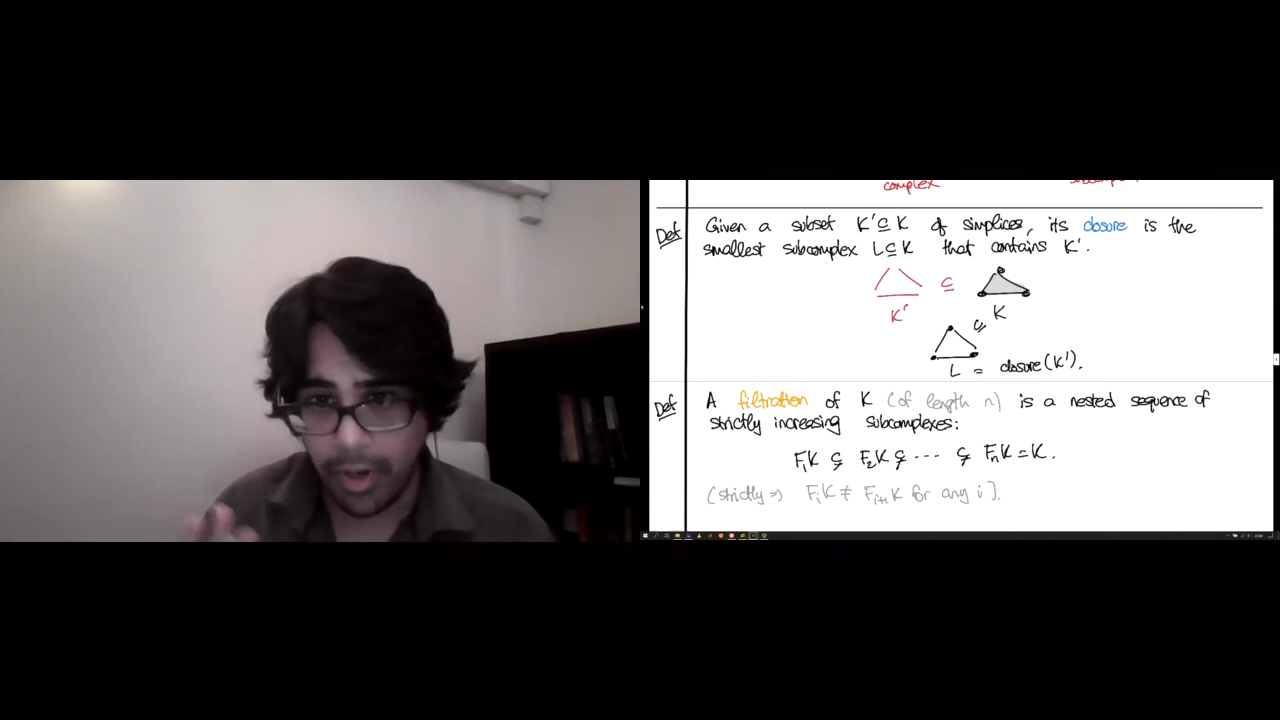 complex
Def Given a subset K' ⊆ K of simplices, its closure is the
smallest subcomplex L ⊆ K that contains K'.
⊆
K' K
⊆
L = closure(K').
Def A filtration of K (of length n) is a nested sequence of
strictly increasing subcomplexes:
F₁K ⊊ F₂K ⊊ ··· ⊊ FₙK = K.
(strictly ⇒ FᵢK ≠ Fᵢ₊₁K for any i).